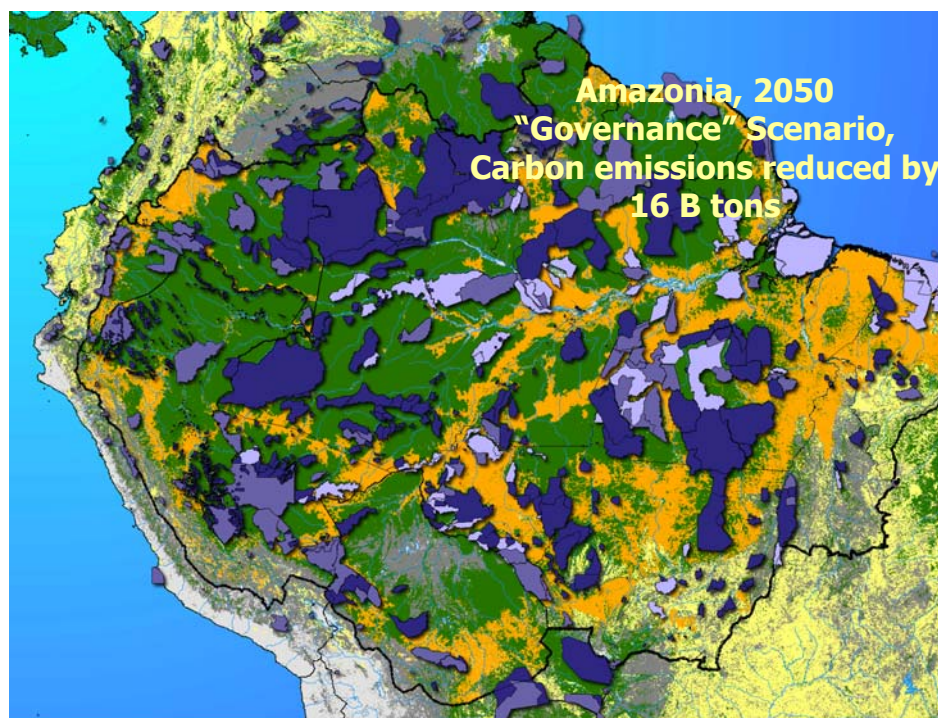 Amazonia, 2050
“Governance” Scenario,
Carbon emissions reduced by
16 B tons